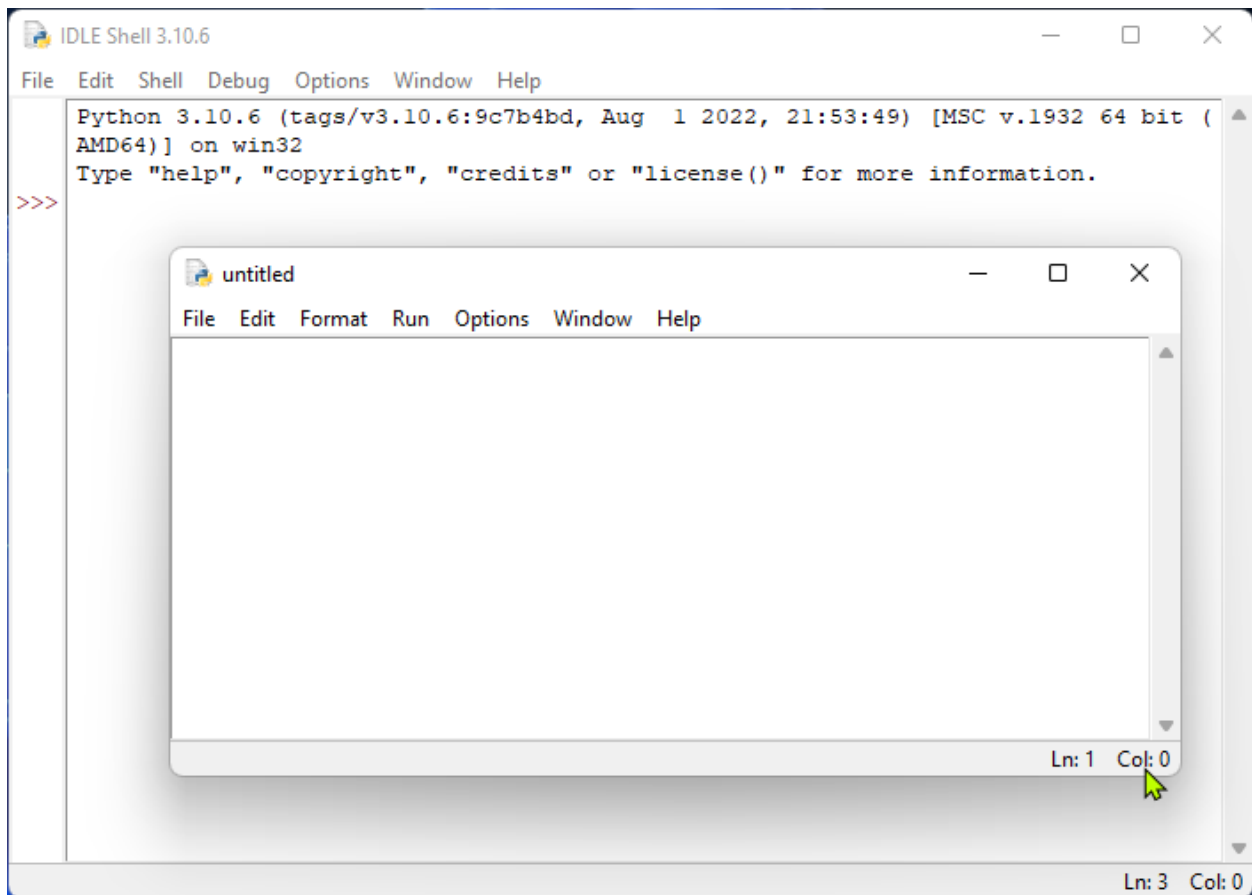 IDLE Shell 3.10.6
File Edit Shell Debug Options Window Help
Python 3.10.6 (tags/v3.10.6:9c7b4bd, Aug  1 2022, 21:53:49) [MSC v.1932 64 bit (
AMD64)] on win32
Type "help", "copyright", "credits" or "license()" for more information.
>>>
untitled
File Edit Format Run Options Window Help
Ln: 1 Col: 0
Ln: 3 Col: 0